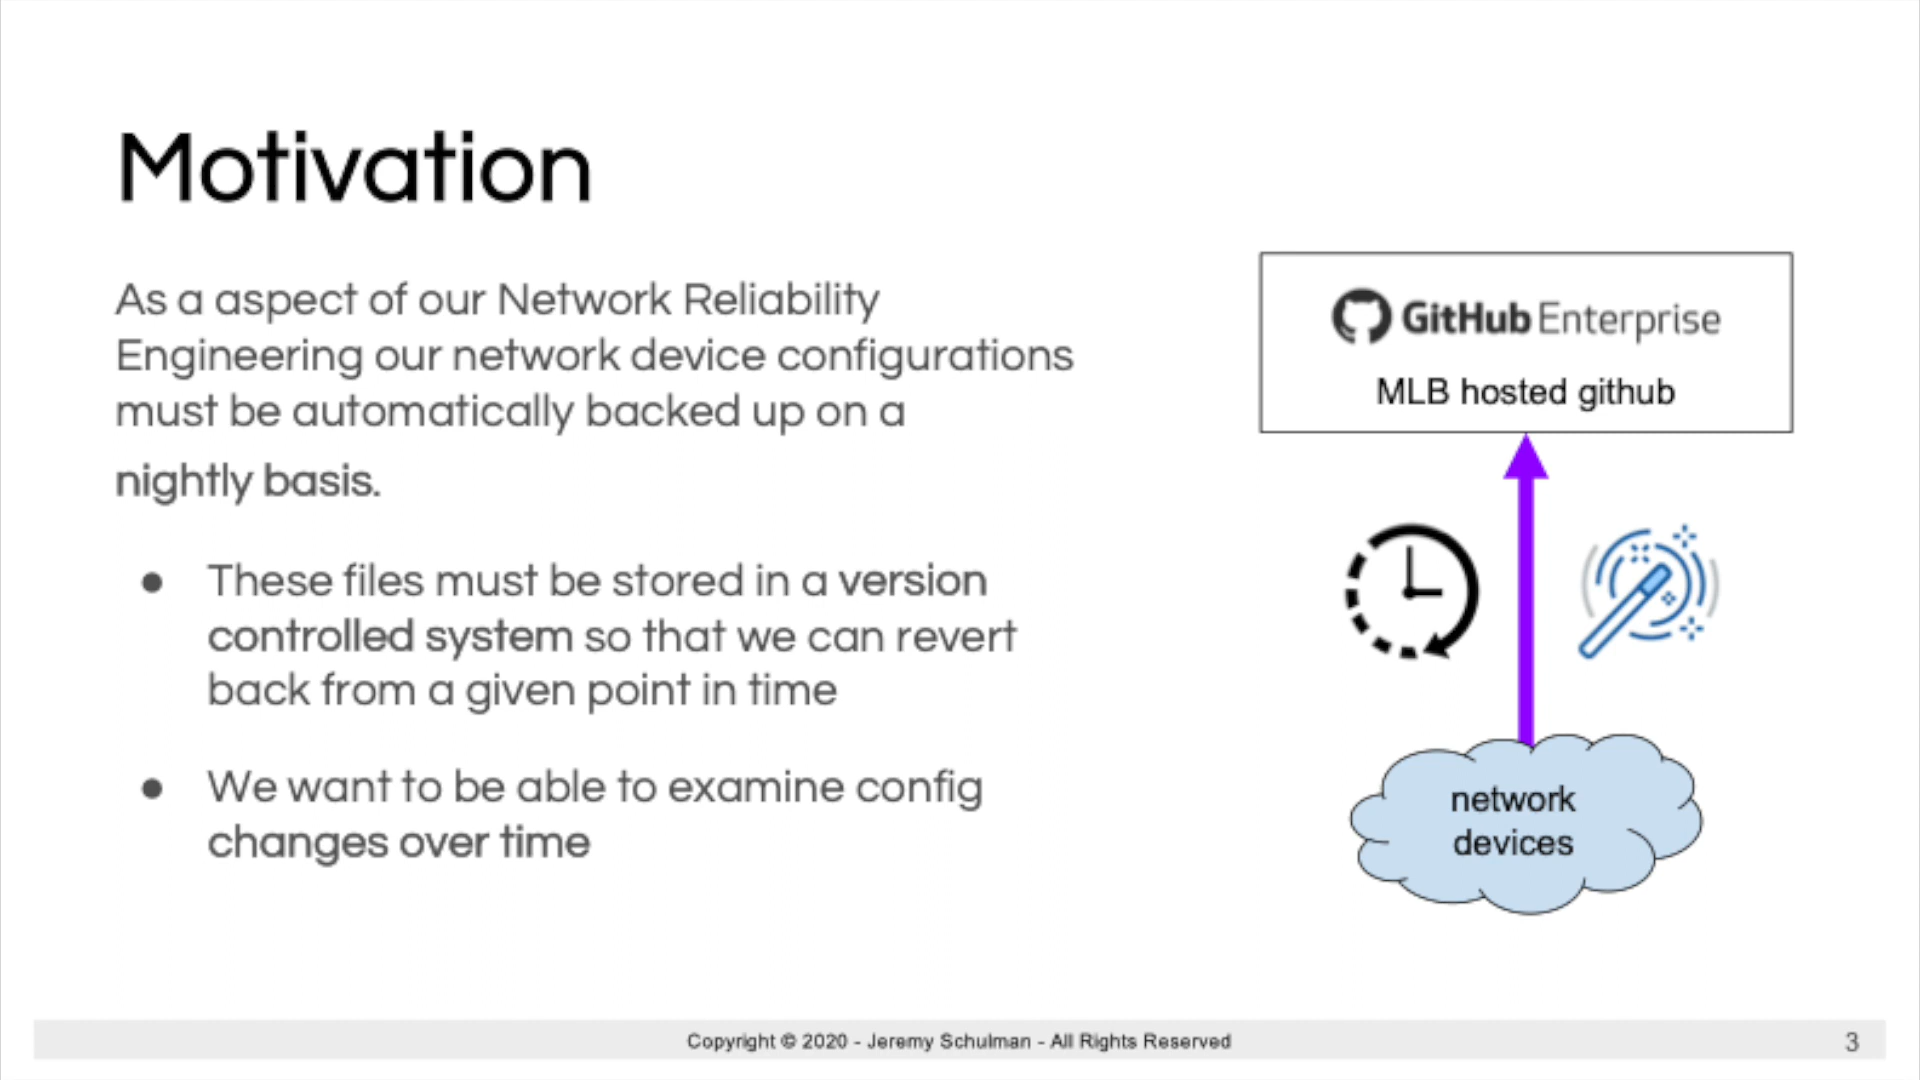 Motivation
As a aspect of our Network Reliability
Engineering our network device configurations
must be automatically backed up on a
nightly basis.
● These files must be stored in a version
controlled system so that we can revert
back from a given point in time
● We want to be able to examine config
changes over time
GitHub Enterprise
MLB hosted github
network
devices
Copyright © 2020 - Jeremy Schulman - All Rights Reserved
3